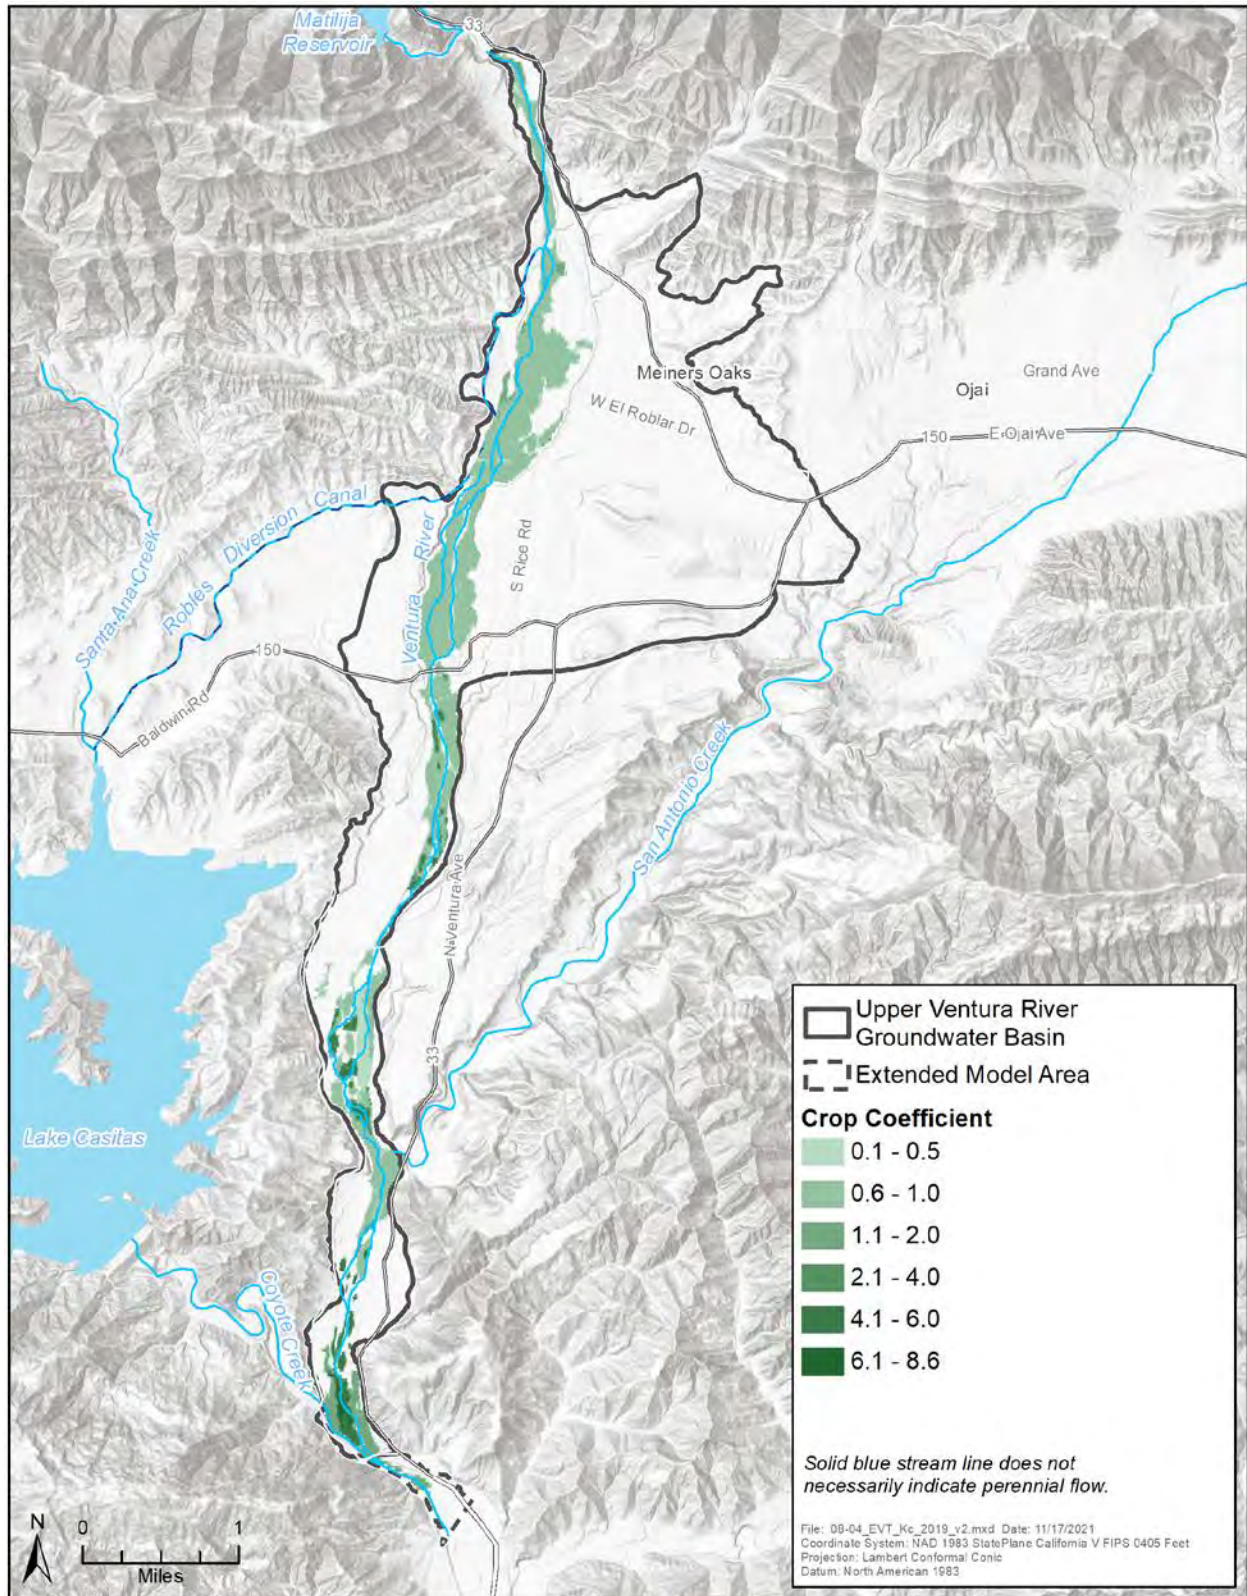 Matilija
Reservoir
33
Meiners Oaks
Ojai
Grand Ave
W El Roblar Dr
150
E Ojai Ave
Robles Diversion Canal
Ventura River
S Rice Rd
Santa Ana Creek
150
Baldwin Rd
San Antonio Creek
N Ventura Ave
33
Lake Casitas
Coyote Creek
Upper Ventura River
Groundwater Basin
Extended Model Area
Crop Coefficient
0.1 - 0.5
0.6 - 1.0
1.1 - 2.0
2.1 - 4.0
4.1 - 6.0
6.1 - 8.6
Solid blue stream line does not
necessarily indicate perennial flow.
N
0 1
Miles
File: 08-04_EVT_Kc_2019_v2.mxd Date: 11/17/2021
Coordinate System: NAD 1983 StatePlane California V FIPS 0405 Feet
Projection: Lambert Conformal Conic
Datum: North American 1983